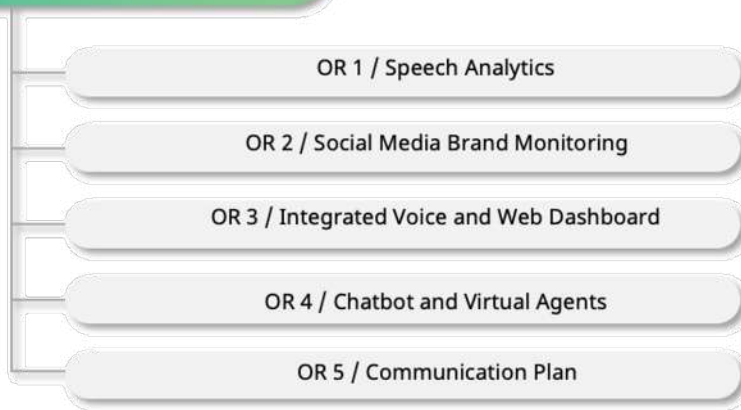 OR 1 / Speech Analytics
OR 2 / Social Media Brand Monitoring
OR 3 / Integrated Voice and Web Dashboard
OR 4 / Chatbot and Virtual Agents
OR 5 / Communication Plan